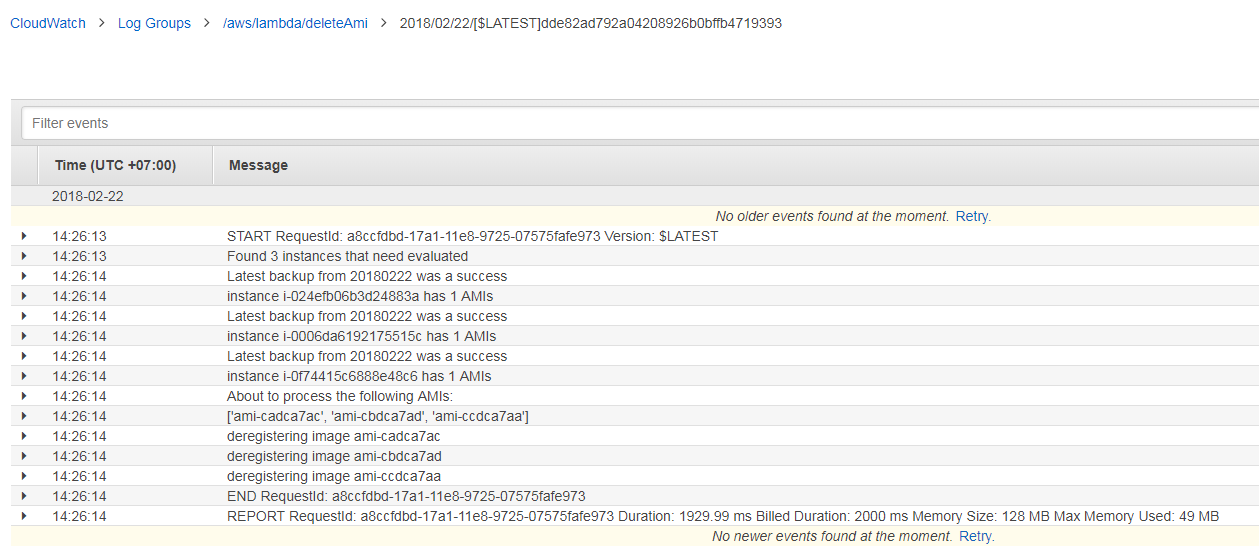 CloudWatch > Log Groups > /aws/lambda/deleteAmi > 2018/02/22/[$LATEST]dde82ad792a04208926b0bffb4719393
Filter events
Time (UTC +07:00) Message
2018-02-22
No older events found at the moment. Retry.
14:26:13 START RequestId: a8ccfdbd-17a1-11e8-9725-07575fafe973 Version: $LATEST
14:26:13 Found 3 instances that need evaluated
14:26:14 Latest backup from 20180222 was a success
14:26:14 instance i-024efb06b3d24883a has 1 AMIs
14:26:14 Latest backup from 20180222 was a success
14:26:14 instance i-0006da6192175515c has 1 AMIs
14:26:14 Latest backup from 20180222 was a success
14:26:14 instance i-0f74415c6888e48c6 has 1 AMIs
14:26:14 About to process the following AMIs:
14:26:14 ['ami-cadca7ac', 'ami-cbdca7ad', 'ami-ccdca7aa']
14:26:14 deregistering image ami-cadca7ac
14:26:14 deregistering image ami-cbdca7ad
14:26:14 deregistering image ami-ccdca7aa
14:26:14 END RequestId: a8ccfdbd-17a1-11e8-9725-07575fafe973
14:26:14 REPORT RequestId: a8ccfdbd-17a1-11e8-9725-07575fafe973 Duration: 1929.99 ms Billed Duration: 2000 ms Memory Size: 128 MB Max Memory Used: 49 MB
No newer events found at the moment. Retry.